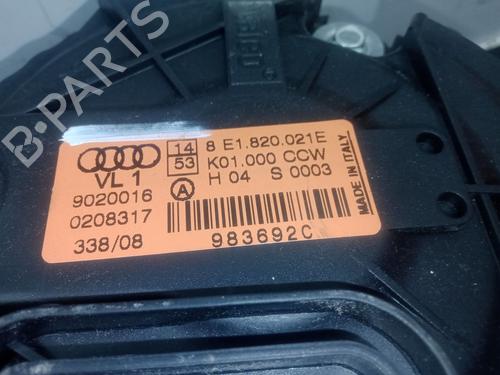 B-PARTS
14 8 E1.820.021E
53 K01.000 CCW
VL 1 A H 04 S 0003
9020016
0208317
338/08 983692C
MADE IN ITALY